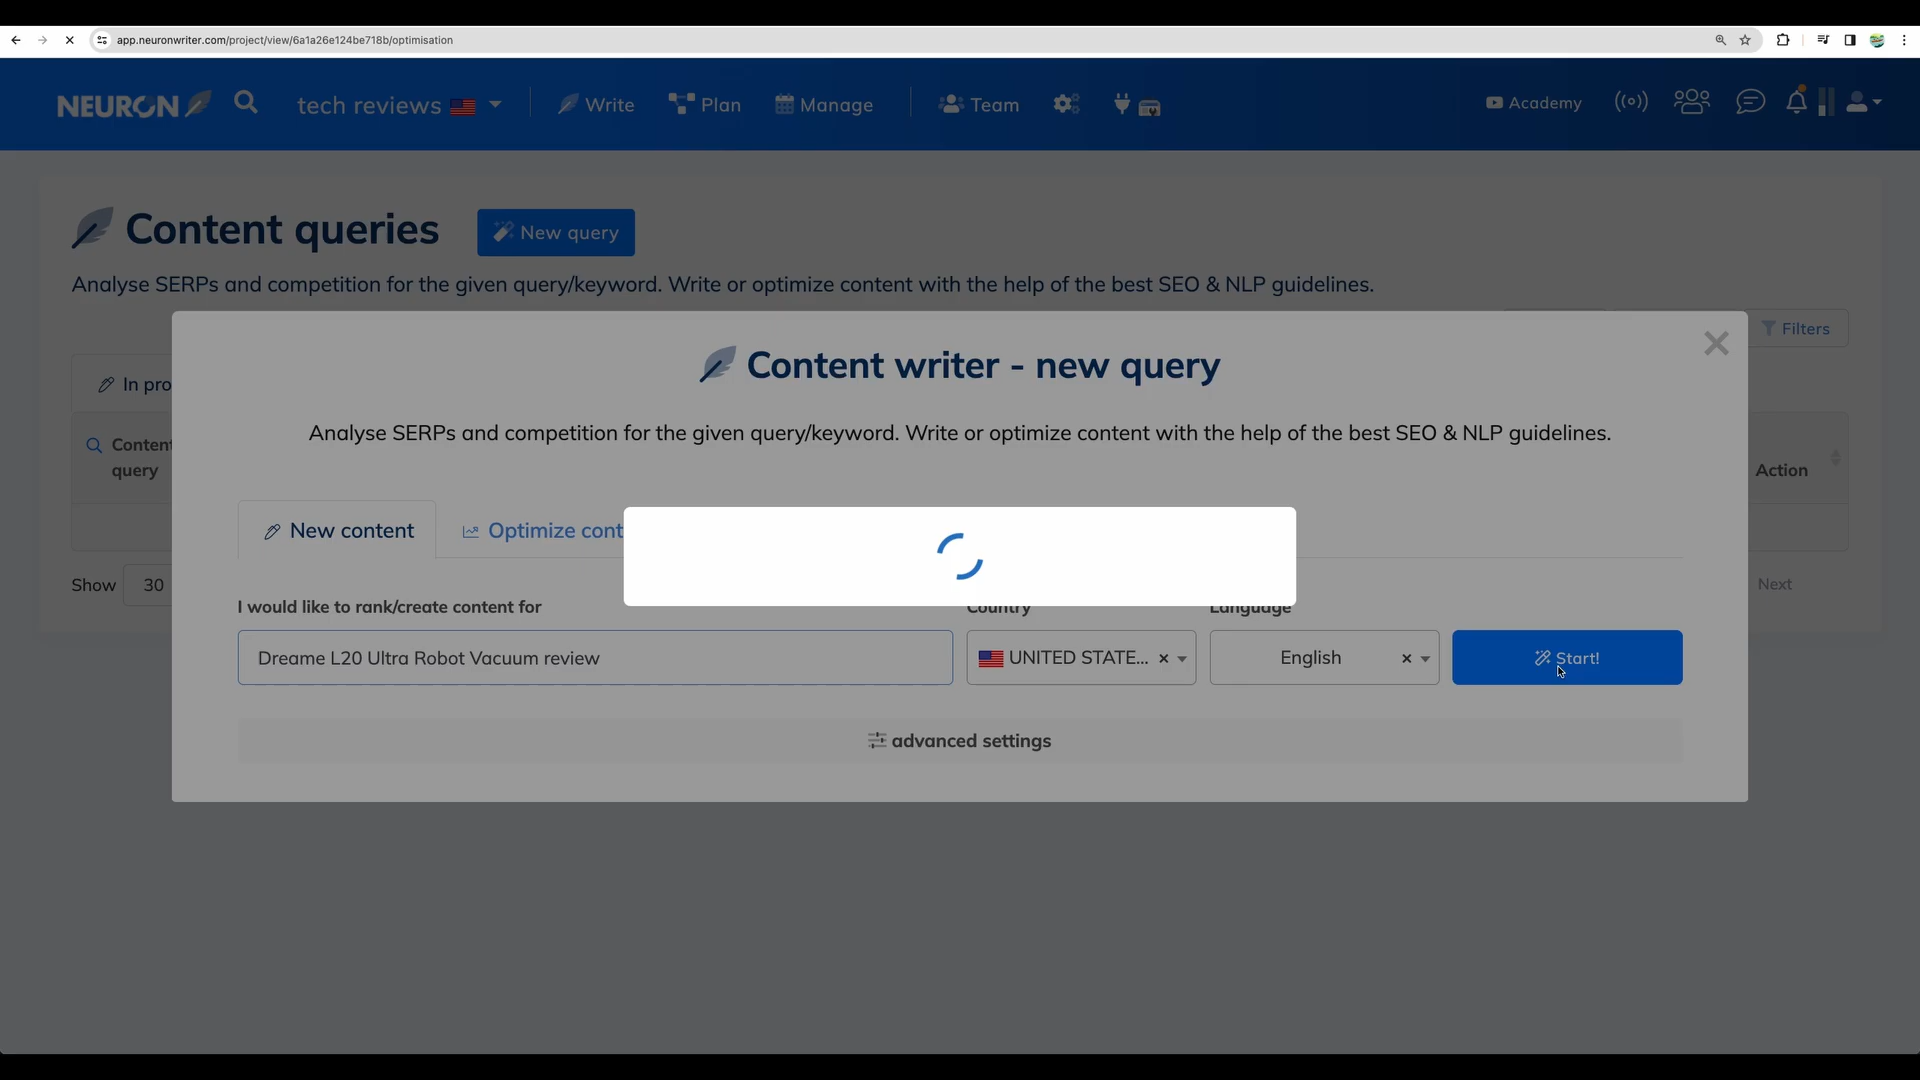 app.neuronwriter.com/project/view/6a1a26e124be718b/optimisation
NEURON
tech reviews
Write
Plan
Manage
Team
Academy
Content queries
New query
Analyse SERPs and competition for the given query/keyword. Write or optimize content with the help of the best SEO & NLP guidelines.
Filters
Content writer - new query
In pro
Analyse SERPs and competition for the given query/keyword. Write or optimize content with the help of the best SEO & NLP guidelines.
Content
query
Action
New content
Optimize cont
Show 30
Next
I would like to rank/create content for
Country
Language
Dreame L20 Ultra Robot Vacuum review
UNITED STATE...
English
Start!
advanced settings